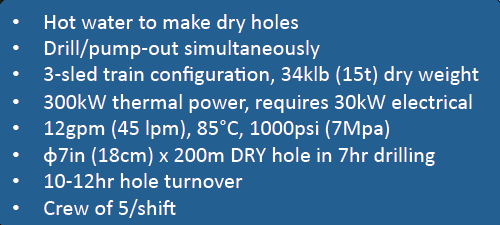 • Hot water to make dry holes
• Drill/pump-out simultaneously
• 3-sled train configuration, 34klb (15t) dry weight
• 300kW thermal power, requires 30kW electrical
• 12gpm (45 lpm), 85°C, 1000psi (7Mpa)
• ϕ7in (18cm) x 200m DRY hole in 7hr drilling
• 10-12hr hole turnover
• Crew of 5/shift